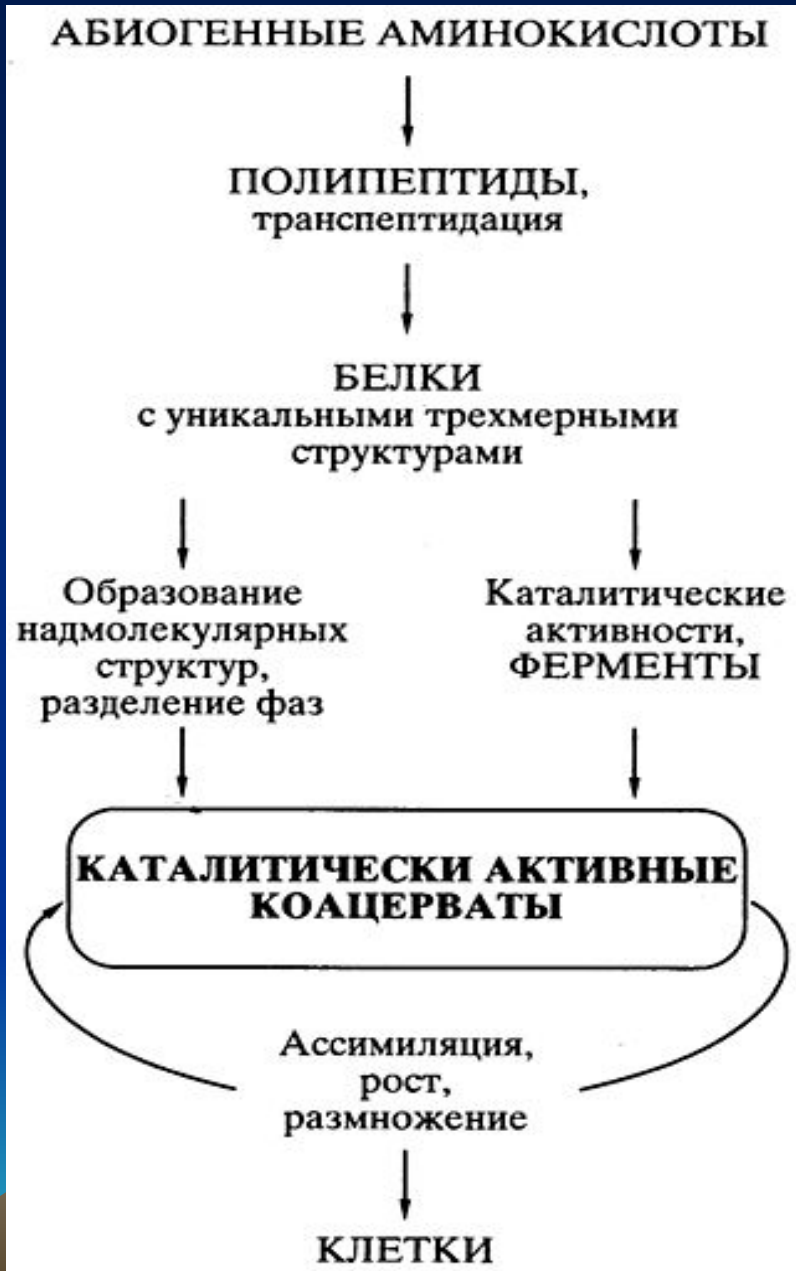 АБИОГЕННЫЕ АМИНОКИСЛОТЫ
ПОЛИПЕПТИДЫ,
транспептидация
БЕЛКИ
с уникальными трехмерными
структурами
Образование
надмолекулярных
структур,
разделение фаз
Каталитические
активности,
ФЕРМЕНТЫ
КАТАЛИТИЧЕСКИ АКТИВНЫЕ
КОАЦЕРВАТЫ
Ассимиляция,
рост,
размножение
КЛЕТКИ